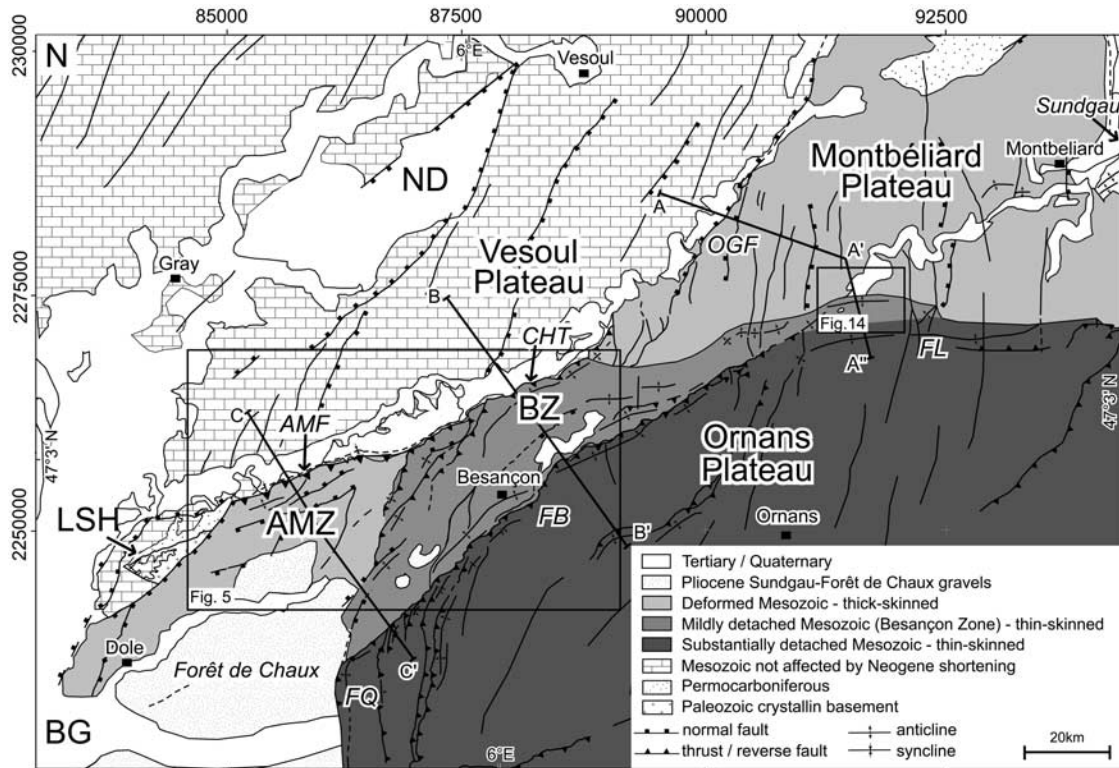 85000 87500 90000 92500
230000
N
6°E
Vesoul
Sundgau
ND
Montbéliard
Plateau
Montbéliard
A
OGF
Vesoul
Plateau
Gray
A'
2275000
B
Fig.14
CHT
A''
FL
C
AMF
BZ
47°3' N
47°3' N
Ornans
Plateau
Besançon
LSH
AMZ
FB
Ornans
2250000
B'
Fig. 5
Dole
Forêt de Chaux
C'
FQ
BG
6°E
Tertiary / Quaternary
Pliocene Sundgau-Forêt de Chaux gravels
Deformed Mesozoic - thick-skinned
Mildly detached Mesozoic (Besançon Zone) - thin-skinned
Substantially detached Mesozoic - thin-skinned
Mesozoic not affected by Neogene shortening
Permocarboniferous
Paleozoic crystallin basement
normal fault anticline
thrust / reverse fault syncline
20km